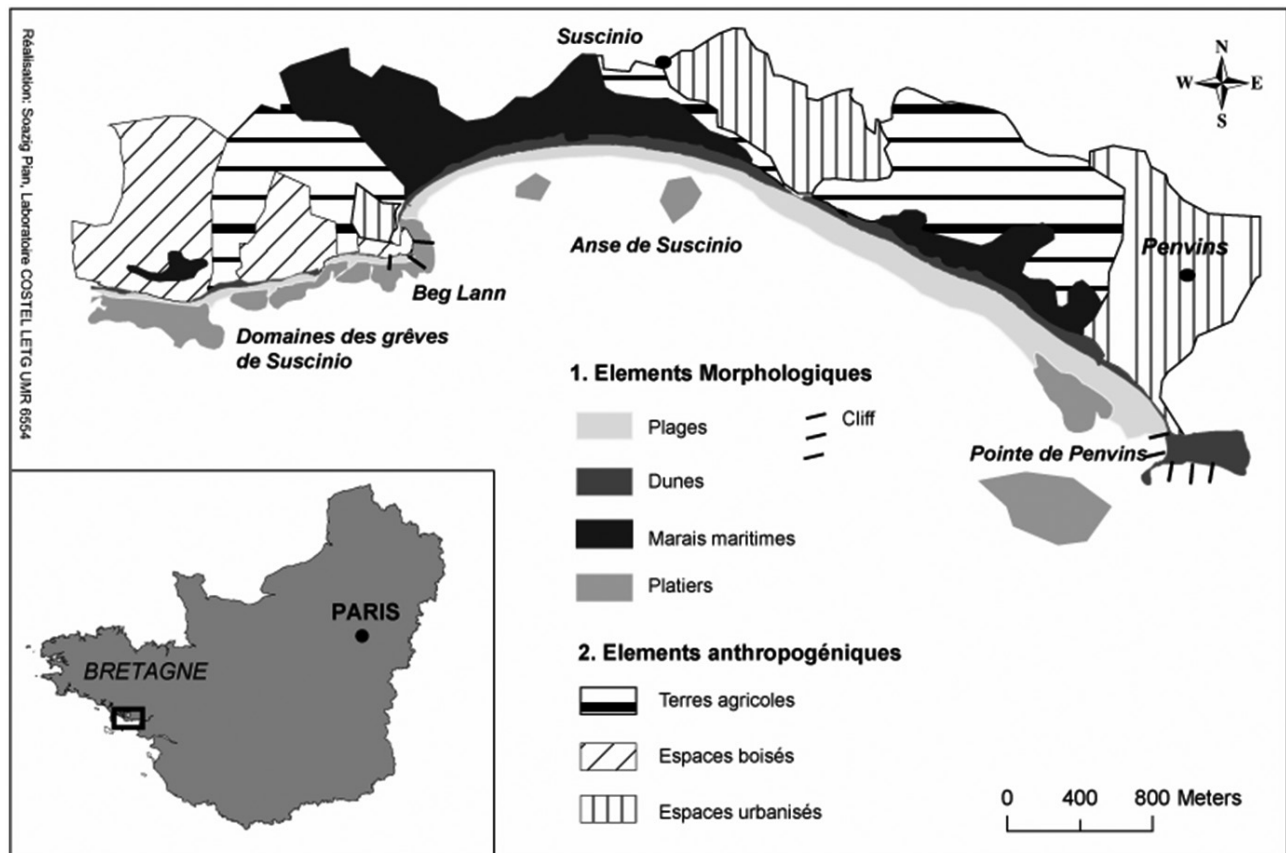 Réalisation: Soazig Plan, Laboratoire COSTEL LETG UMR 6554
Suscinio
N
W E
S
Anse de Suscinio
Penvins
Beg Lann
Domaines des grêves
de Suscinio
Pointe de Penvins
1. Elements Morphologiques
Plages
Cliff
Dunes
Marais maritimes
Platiers
2. Elements anthropogéniques
Terres agricoles
Espaces boisés
Espaces urbanisés
0 400 800 Meters
PARIS
BRETAGNE